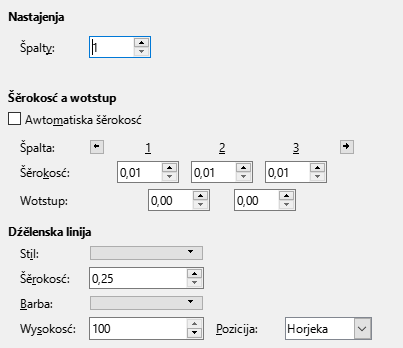 Nastajenja
Špalty: 1
Šěrokosć a wotstup
Awtomatiska šěrokosć
Špalta: 1 2 3
Šěrokosć: 0,01 0,01 0,01
Wotstup: 0,00 0,00
Dźělenska linija
Stil:
Šěrokosć: 0,25
Barba:
Wysokosć: 100 Pozicija: Horjeka